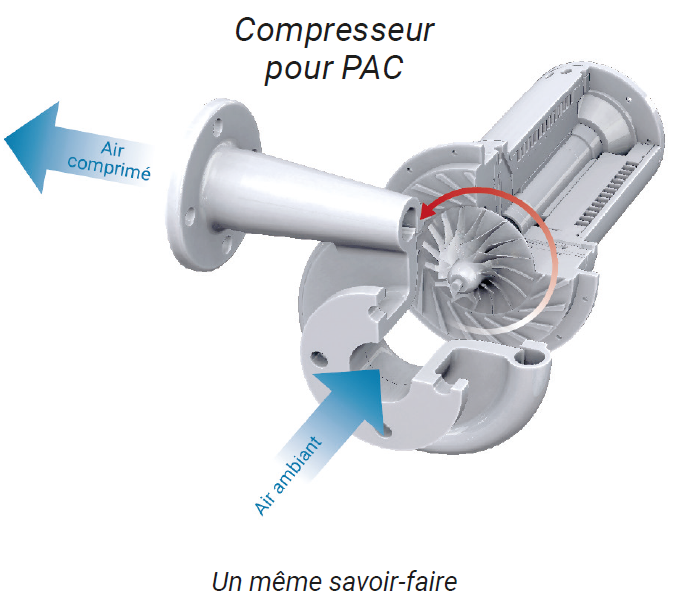 Compresseur
pour PAC
Air
comprimé
Air ambiant
Un même savoir-faire